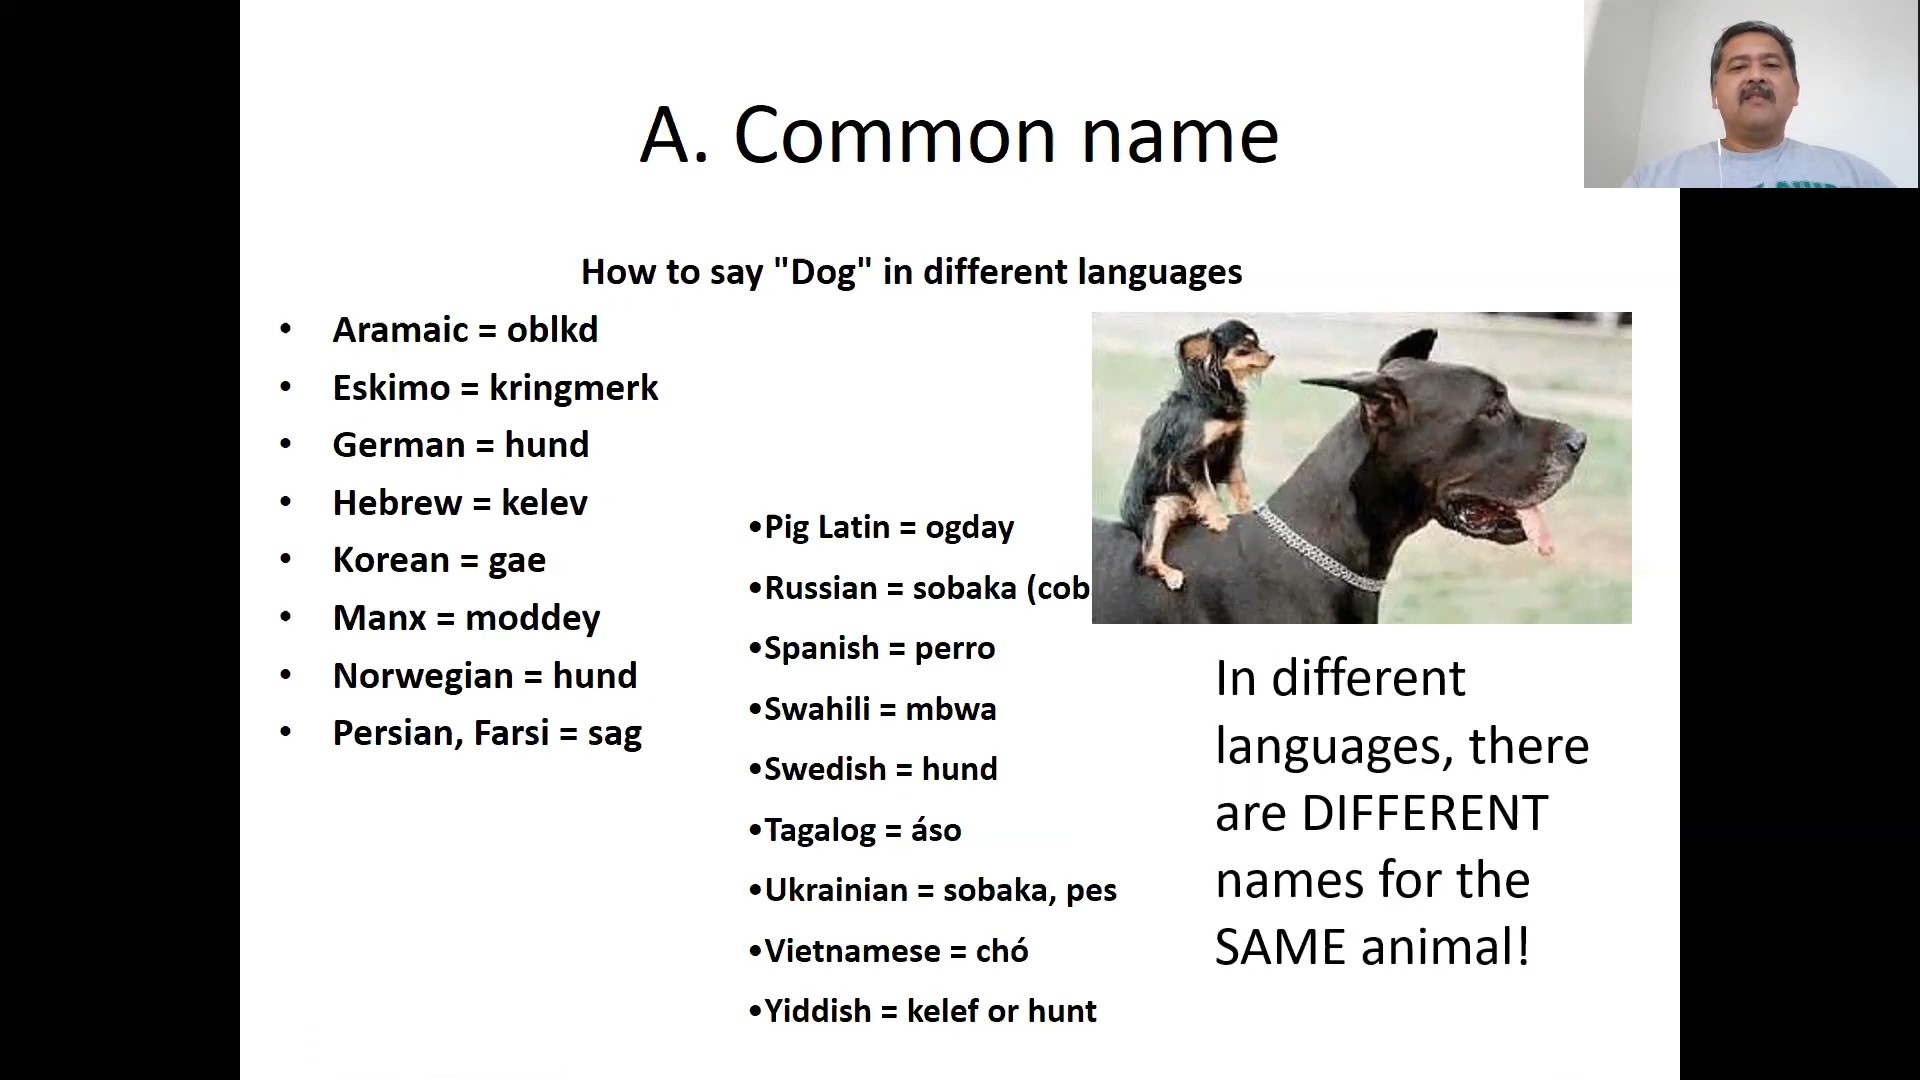 A. Common name
How to say "Dog" in different languages
• Aramaic = oblkd
• Eskimo = kringmerk
• German = hund
• Hebrew = kelev
• Korean = gae
• Manx = moddey
• Norwegian = hund
• Persian, Farsi = sag
•Pig Latin = ogday
•Russian = sobaka (cob
•Spanish = perro
•Swahili = mbwa
•Swedish = hund
•Tagalog = áso
•Ukrainian = sobaka, pes
•Vietnamese = chó
•Yiddish = kelef or hunt
In different
languages, there
are DIFFERENT
names for the
SAME animal!